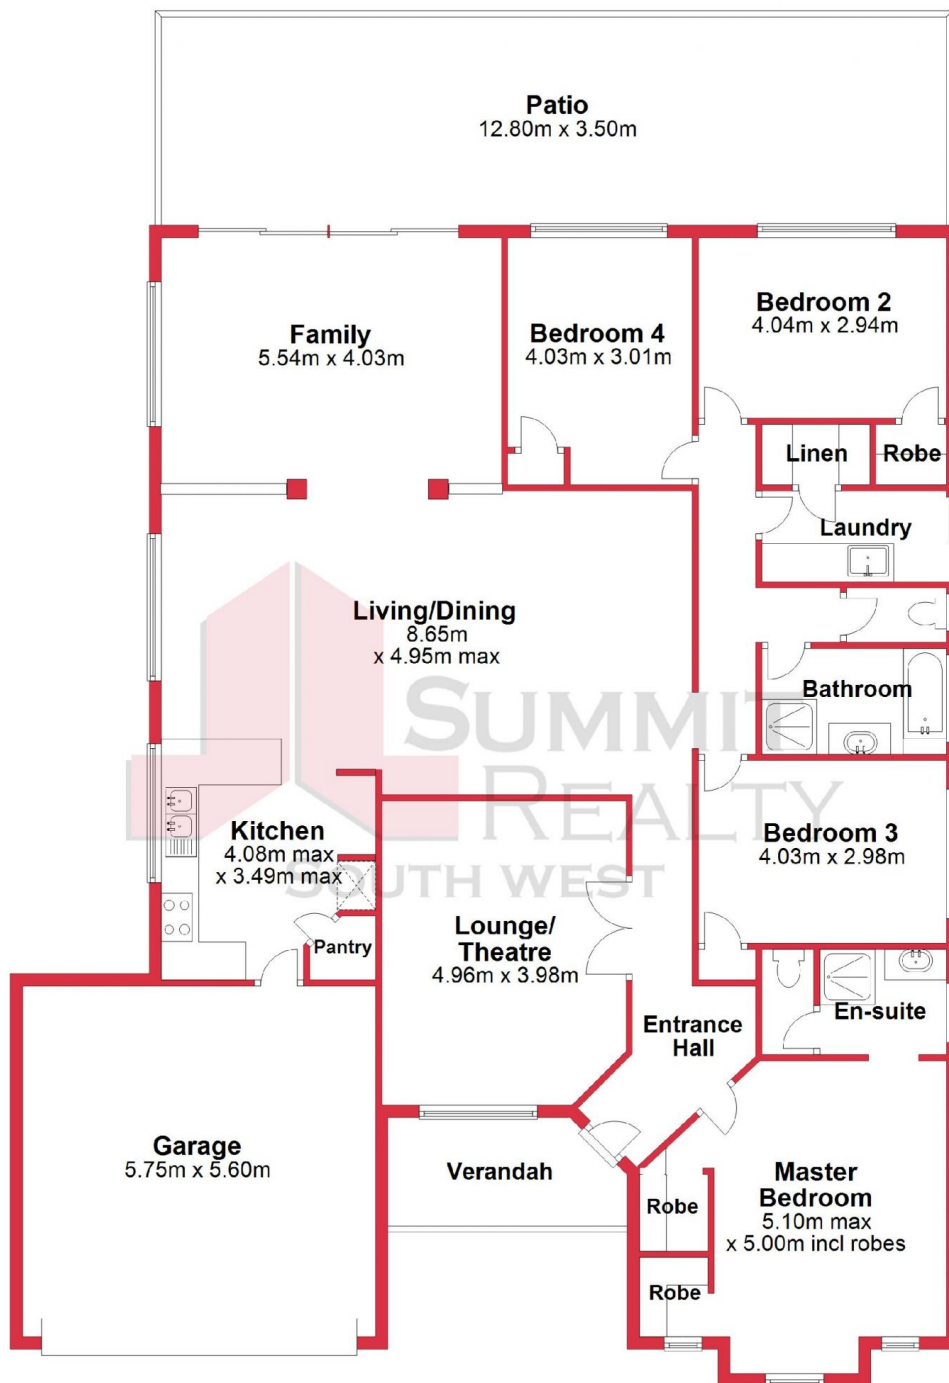 Patio
12.80m x 3.50m
Family
5.54m x 4.03m
Bedroom 4
4.03m x 3.01m
Bedroom 2
4.04m x 2.94m
Linen
Robe
Laundry
Living/Dining
8.65m
x 4.95m max
Bathroom
SUMMIT
REALTY
SOUTH WEST
Kitchen
4.08m max
x 3.49m max
Pantry
Lounge/
Theatre
4.96m x 3.98m
Bedroom 3
4.03m x 2.98m
Entrance
Hall
En-suite
Garage
5.75m x 5.60m
Verandah
Robe
Master
Bedroom
5.10m max
x 5.00m incl robes
Robe